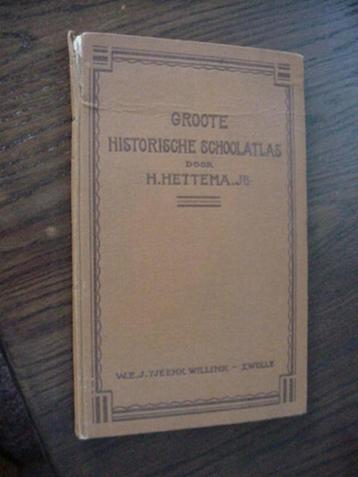 GROOTE
HISTORISCHE SCHOOLATLAS
DOOR
H. HETTEMA. JR.
W.E.J. TJEENK WILLINK - ZWOLLE